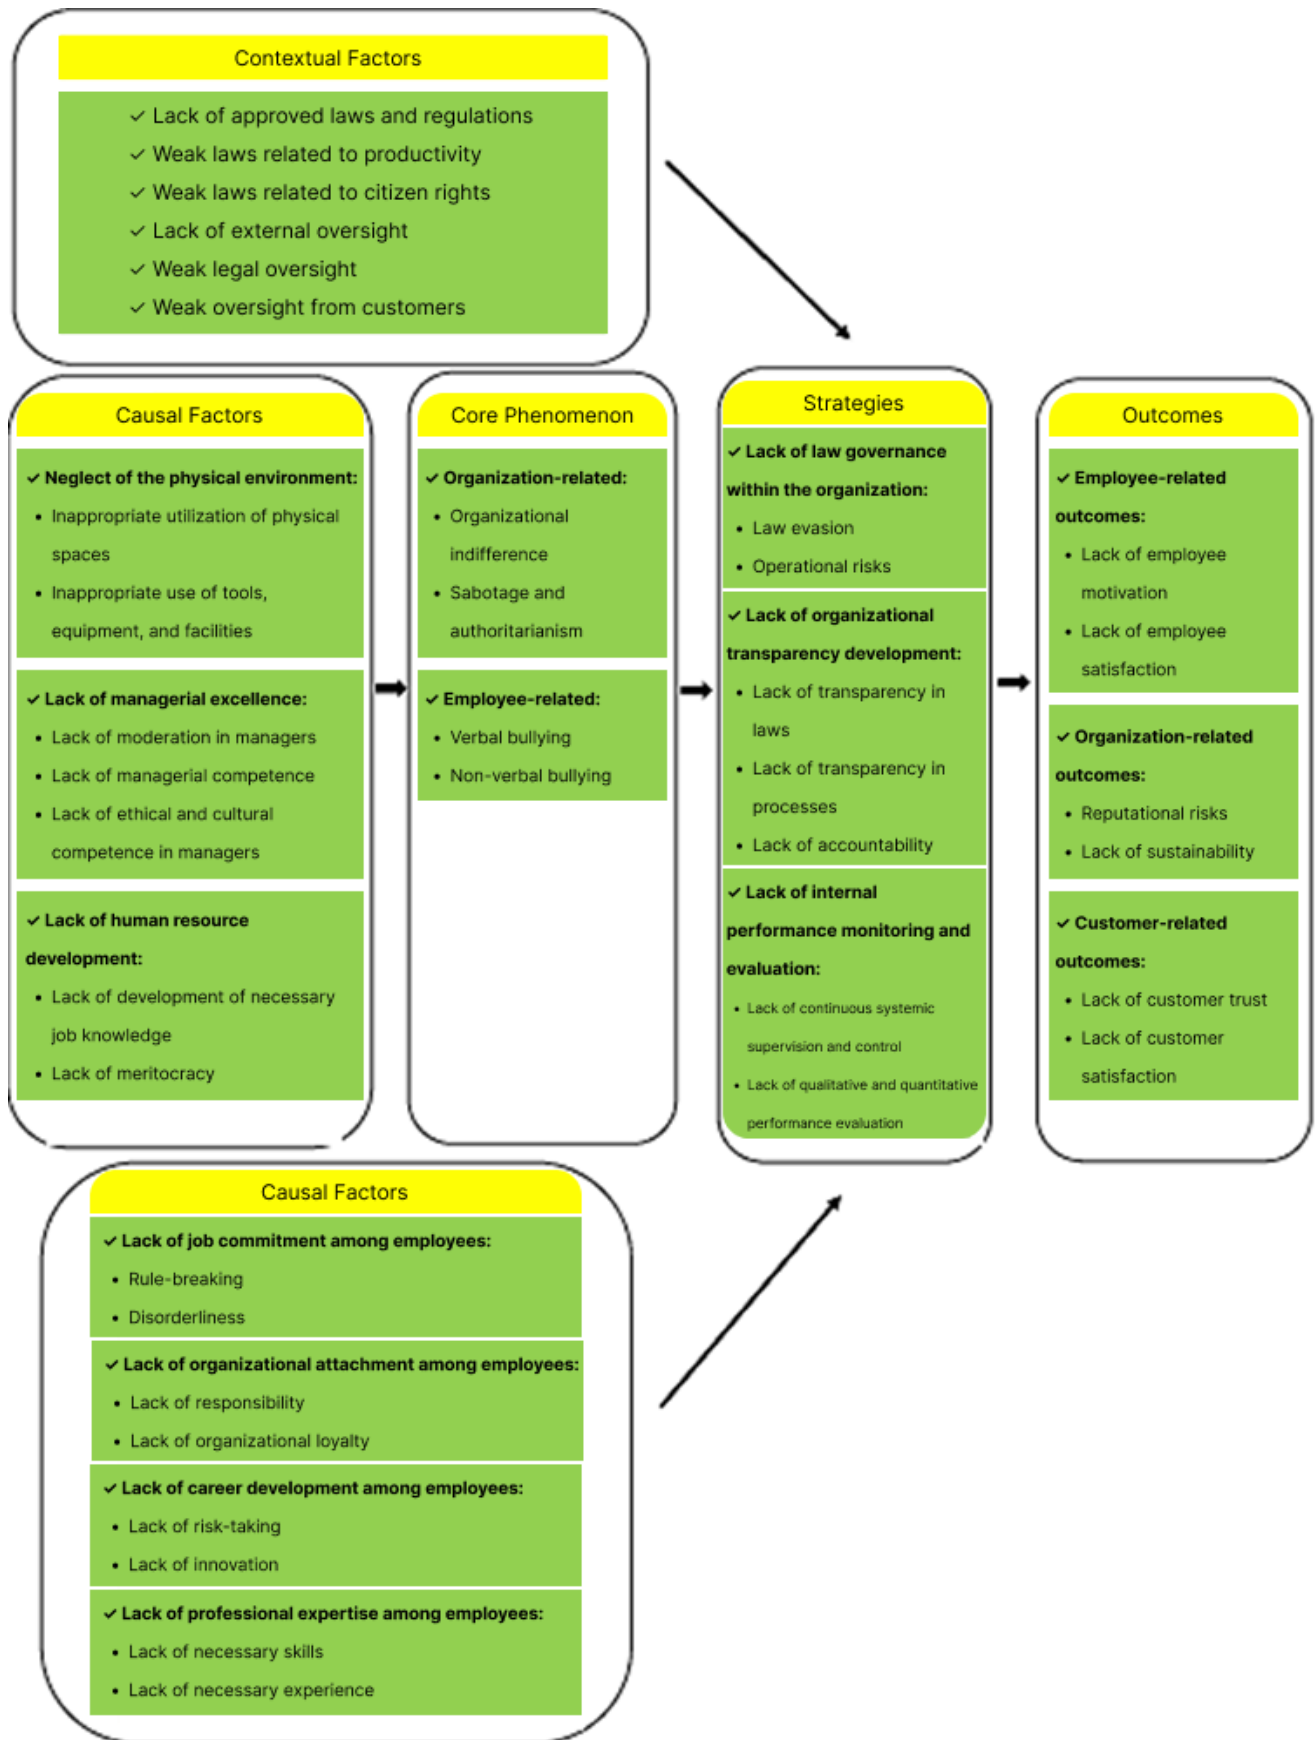 Contextual Factors
✓ Lack of approved laws and regulations
✓ Weak laws related to productivity
✓ Weak laws related to citizen rights
✓ Lack of external oversight
✓ Weak legal oversight
✓ Weak oversight from customers
Causal Factors
✓ Neglect of the physical environment:
• Inappropriate utilization of physical
spaces
• Inappropriate use of tools,
equipment, and facilities
✓ Lack of managerial excellence:
• Lack of moderation in managers
• Lack of managerial competence
• Lack of ethical and cultural
competence in managers
✓ Lack of human resource
development:
• Lack of development of necessary
job knowledge
• Lack of meritocracy
Core Phenomenon
✓ Organization-related:
• Organizational
indifference
• Sabotage and
authoritarianism
✓ Employee-related:
• Verbal bullying
• Non-verbal bullying
Strategies
✓ Lack of law governance
within the organization:
• Law evasion
• Operational risks
✓ Lack of organizational
transparency development:
• Lack of transparency in
laws
• Lack of transparency in
processes
• Lack of accountability
✓ Lack of internal
performance monitoring and
evaluation:
• Lack of continuous systemic
supervision and control
• Lack of qualitative and quantitative
performance evaluation
Outcomes
✓ Employee-related
outcomes:
• Lack of employee
motivation
• Lack of employee
satisfaction
✓ Organization-related
outcomes:
• Reputational risks
• Lack of sustainability
✓ Customer-related
outcomes:
• Lack of customer trust
• Lack of customer
satisfaction
Causal Factors
✓ Lack of job commitment among employees:
• Rule-breaking
• Disorderliness
✓ Lack of organizational attachment among employees:
• Lack of responsibility
• Lack of organizational loyalty
✓ Lack of career development among employees:
• Lack of risk-taking
• Lack of innovation
✓ Lack of professional expertise among employees:
• Lack of necessary skills
• Lack of necessary experience